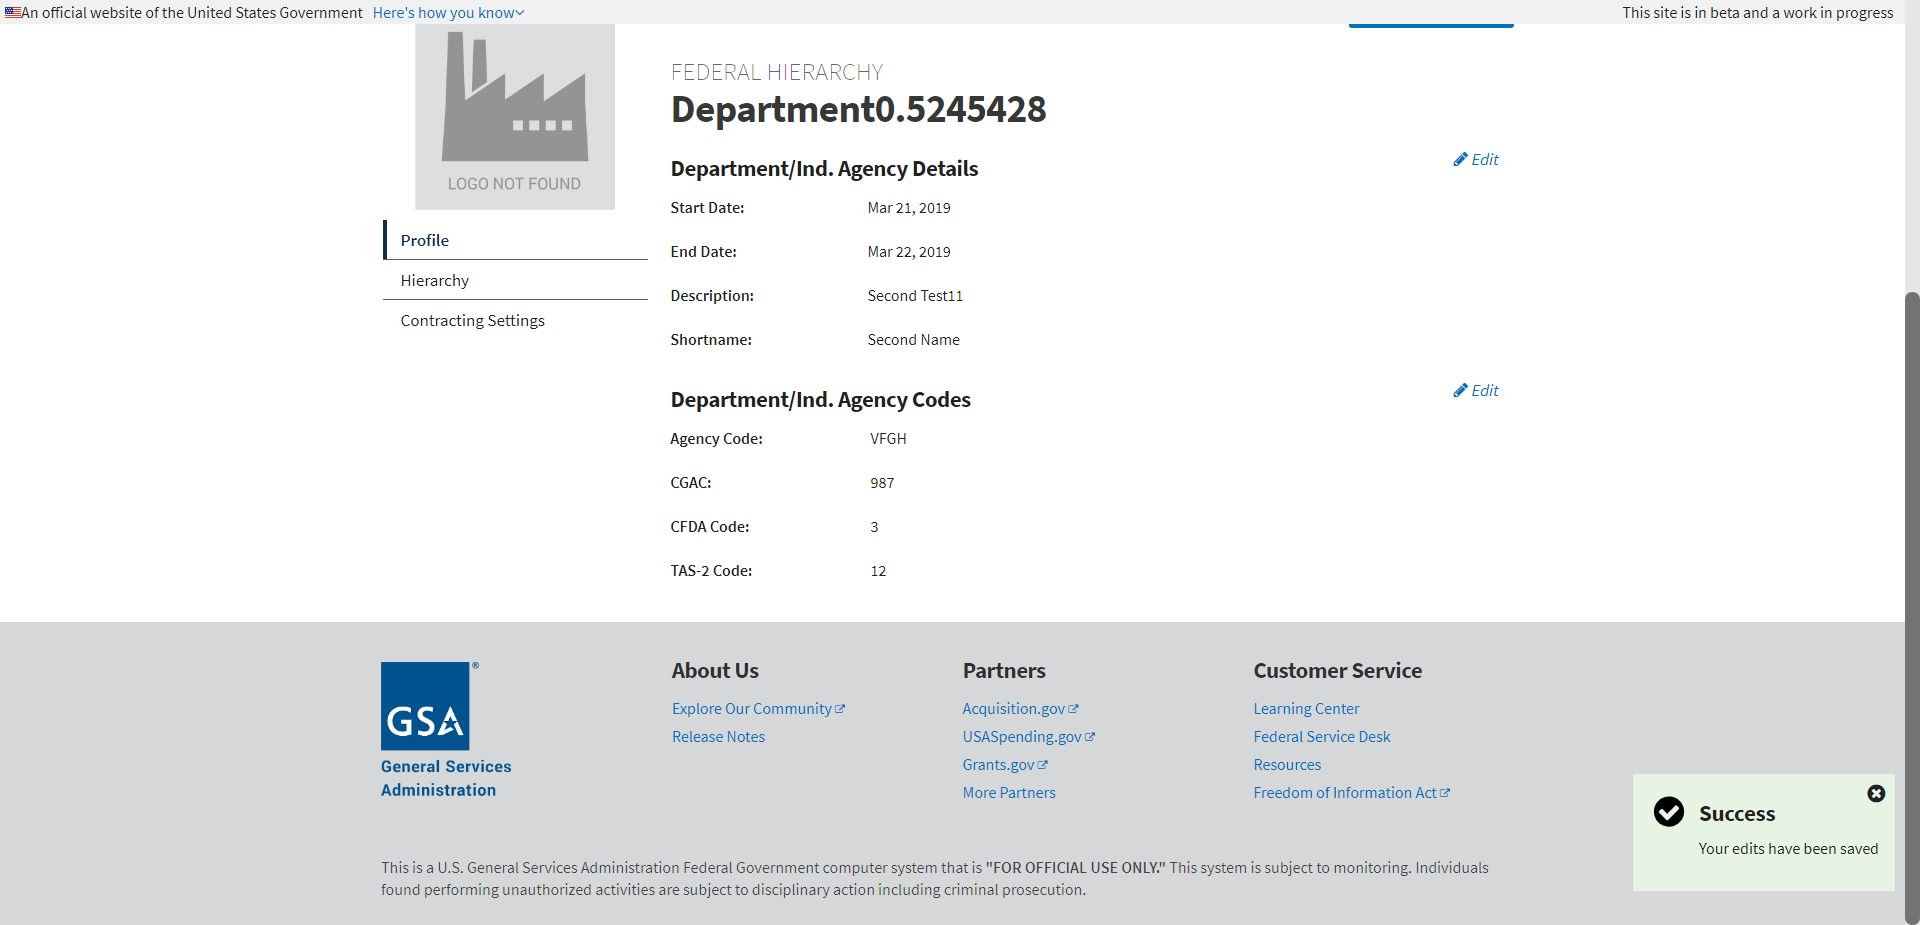 An official website of the United States Government Here's how you know
This site is in beta and a work in progress
LOGO NOT FOUND
Profile
Hierarchy
Contracting Settings
FEDERAL HIERARCHY
Department0.5245428
Department/Ind. Agency Details
Edit
Start Date: Mar 21, 2019
End Date: Mar 22, 2019
Description: Second Test11
Shortname: Second Name
Department/Ind. Agency Codes
Edit
Agency Code: VFGH
CGAC: 987
CFDA Code: 3
TAS-2 Code: 12
GSA ®
General Services
Administration
About Us
Explore Our Community
Release Notes
Partners
Acquisition.gov
USASpending.gov
Grants.gov
More Partners
Customer Service
Learning Center
Federal Service Desk
Resources
Freedom of Information Act
Success
Your edits have been saved
This is a U.S. General Services Administration Federal Government computer system that is "FOR OFFICIAL USE ONLY." This system is subject to monitoring. Individuals
found performing unauthorized activities are subject to disciplinary action including criminal prosecution.